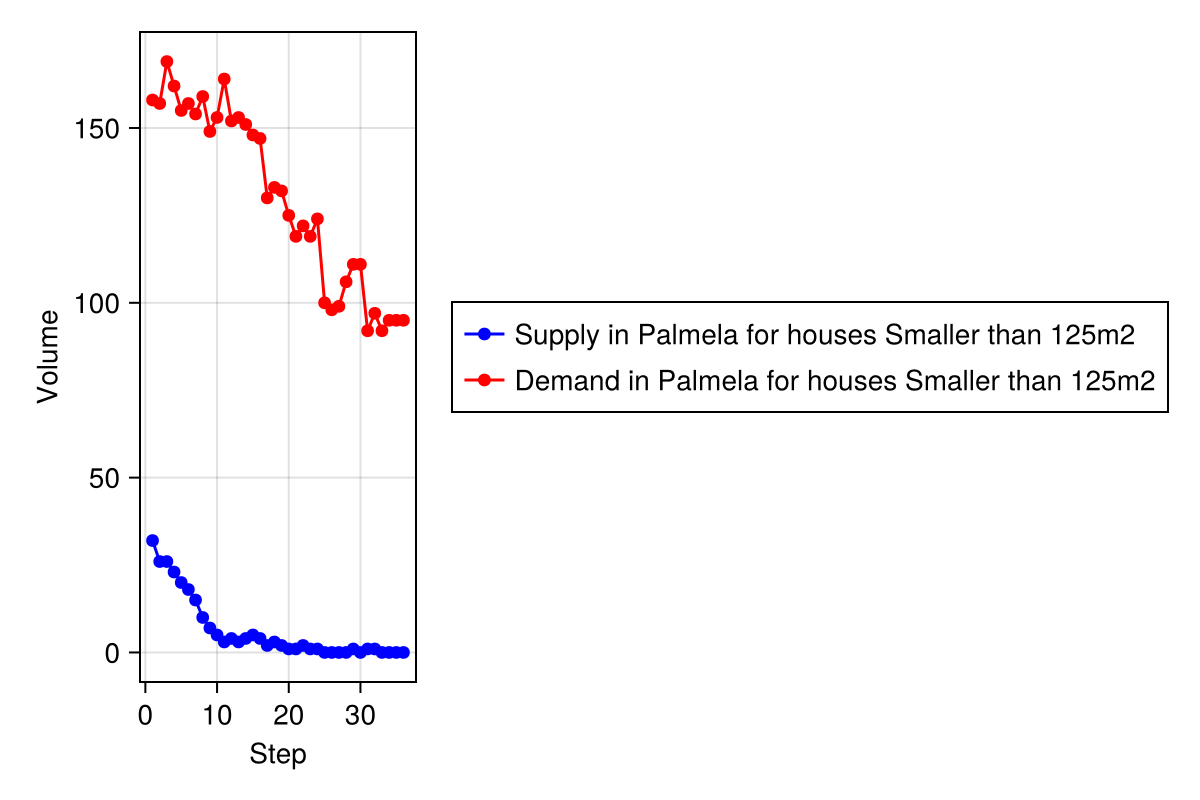 150
100
50
0
Volume
0 10 20 30
Step
Supply in Palmela for houses Smaller than 125m2
Demand in Palmela for houses Smaller than 125m2